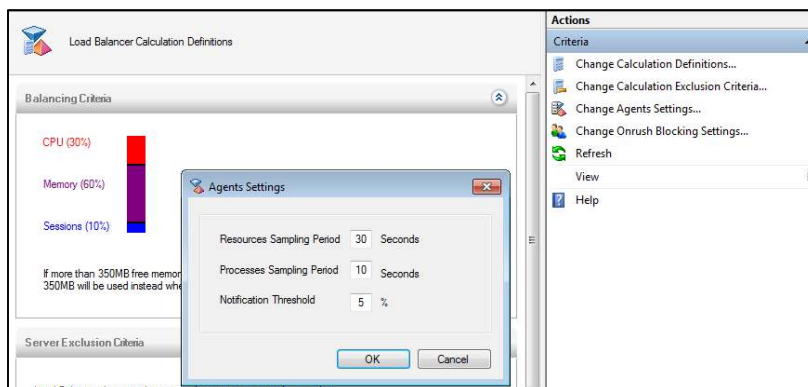 Load Balancer Calculation Definitions
Balancing Criteria
CPU (30%)
Memory (60%)
Sessions (10%)
If more than 350MB free memor
350MB will be used instead whe
Server Exclusion Criteria
Agents Settings
Resources Sampling Period 30 Seconds
Processes Sampling Period 10 Seconds
Notification Threshold 5 %
OK Cancel
Actions
Criteria
Change Calculation Definitions...
Change Calculation Exclusion Criteria...
Change Agents Settings...
Change Onrush Blocking Settings...
Refresh
View
Help